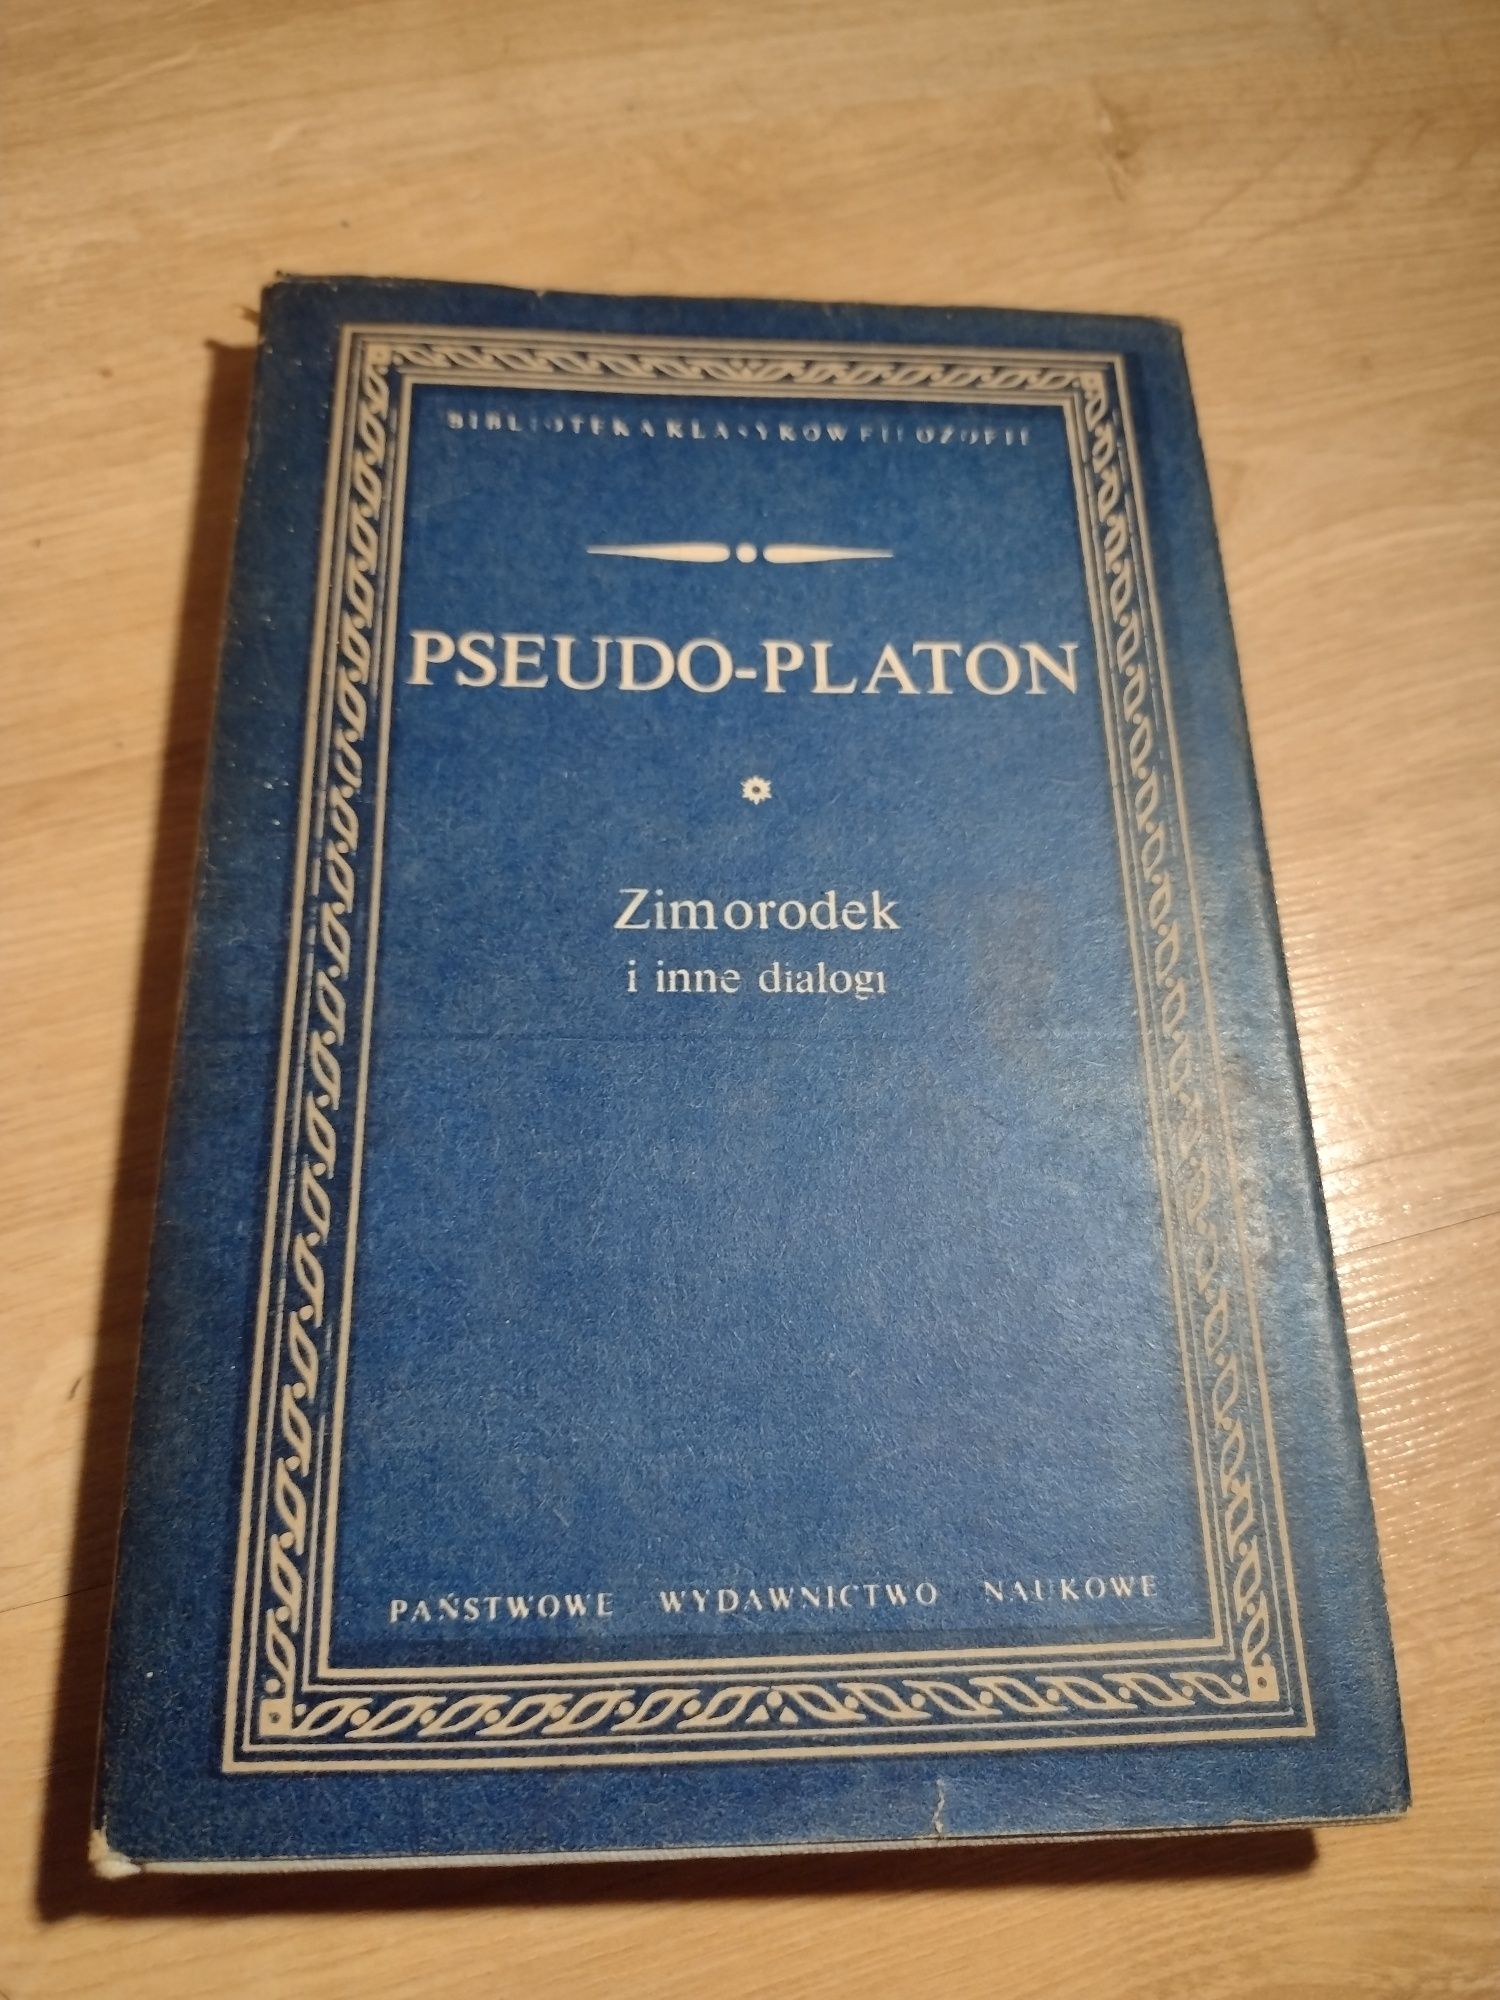 BIBLIOTEKA KLASYKÓW FILOZOFII
PSEUDO-PLATON
Zimorodek
i inne dialogi
PAŃSTWOWE WYDAWNICTWO NAUKOWE